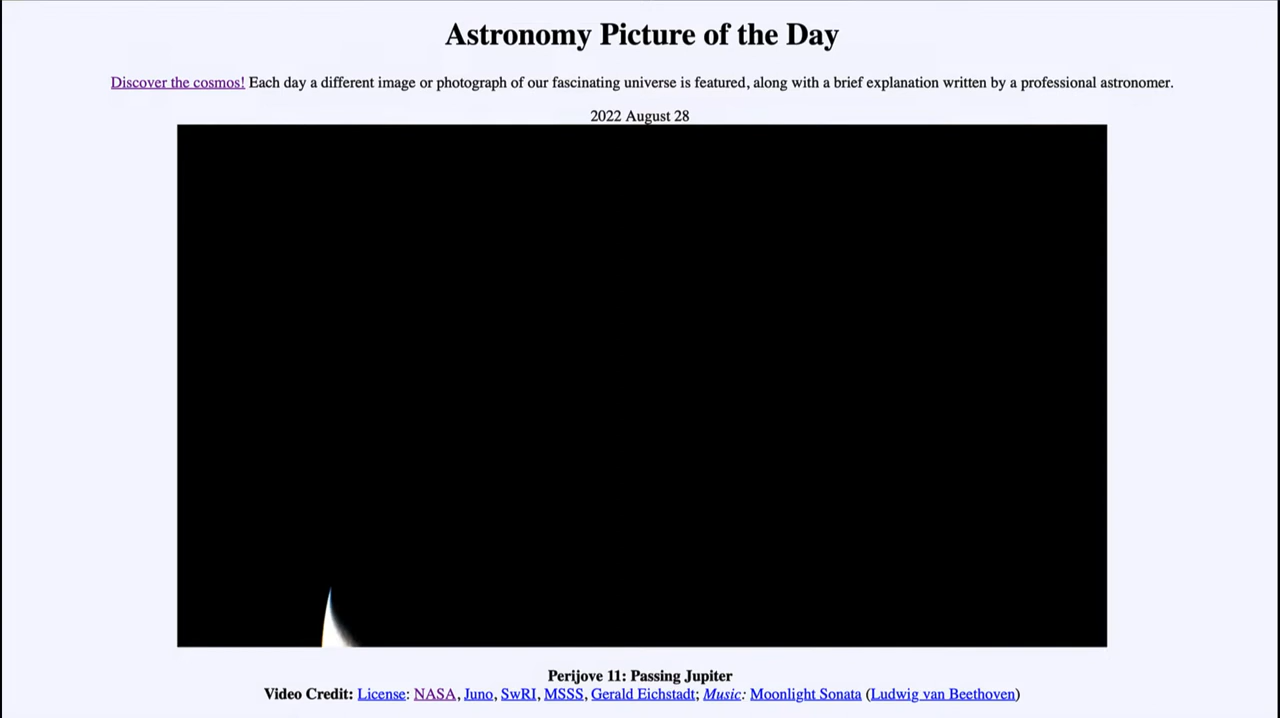 Astronomy Picture of the Day
Discover the cosmos! Each day a different image or photograph of our fascinating universe is featured, along with a brief explanation written by a professional astronomer.
2022 August 28
Perijove 11: Passing Jupiter
Video Credit: License: NASA, Juno, SwRI, MSSS, Gerald Eichstadt; Music: Moonlight Sonata (Ludwig van Beethoven)